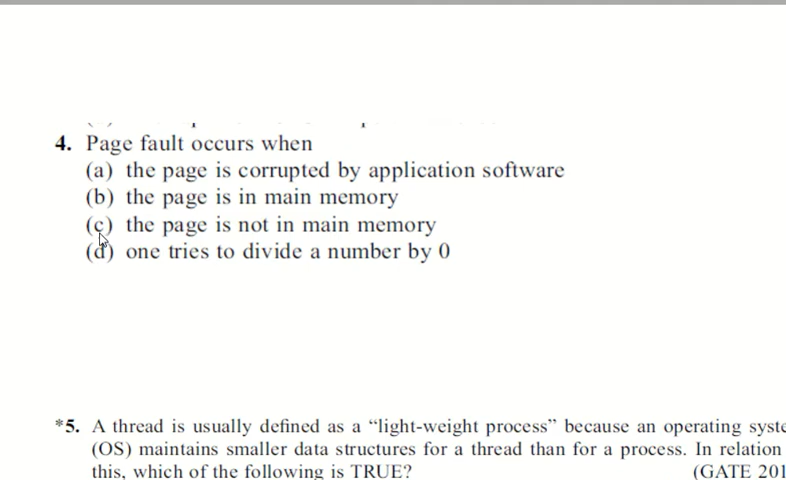 4. Page fault occurs when
(a) the page is corrupted by application software
(b) the page is in main memory
(c) the page is not in main memory
(d) one tries to divide a number by 0
*5. A thread is usually defined as a “light-weight process” because an operating syste
(OS) maintains smaller data structures for a thread than for a process. In relation
this, which of the following is TRUE? (GATE 201